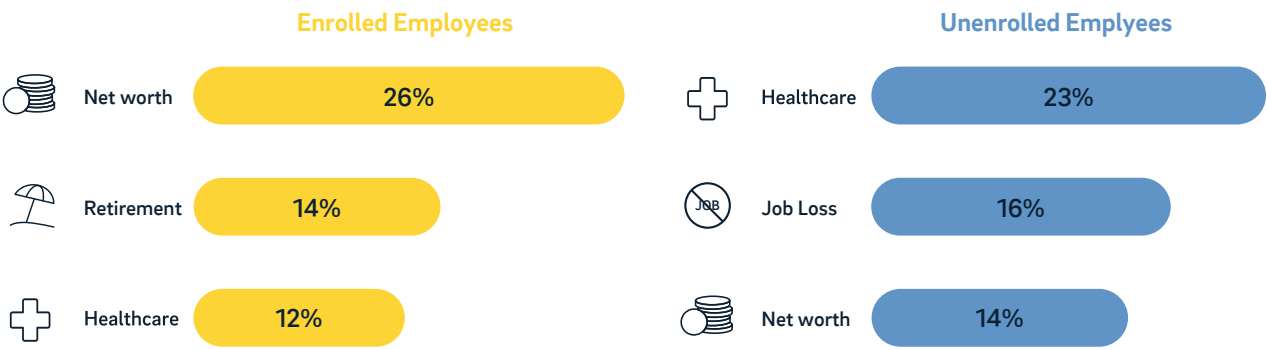 Enrolled Employees
Net worth
26%
Retirement
14%
Healthcare
12%
Unenrolled Emplyees
Healthcare
23%
JOB
Job Loss
16%
Net worth
14%